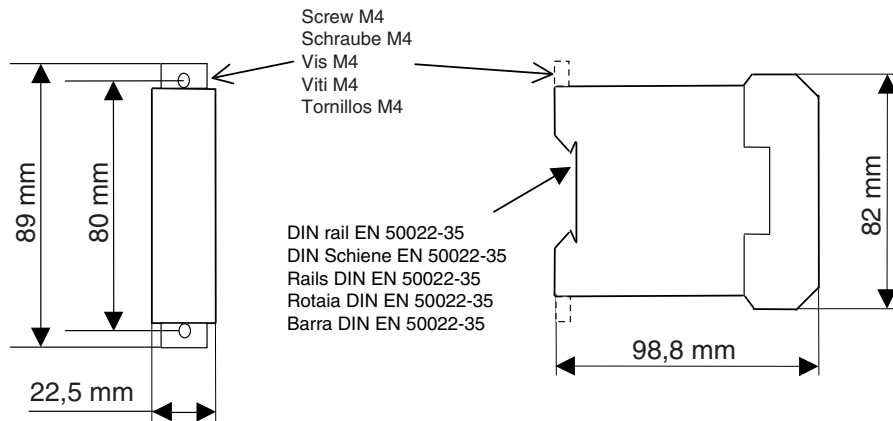 Screw M4
Schraube M4
Vis M4
Viti M4
Tornillos M4
89 mm
80 mm
22,5 mm
DIN rail EN 50022-35
DIN Schiene EN 50022-35
Rails DIN EN 50022-35
Rotaia DIN EN 50022-35
Barra DIN EN 50022-35
82 mm
98,8 mm